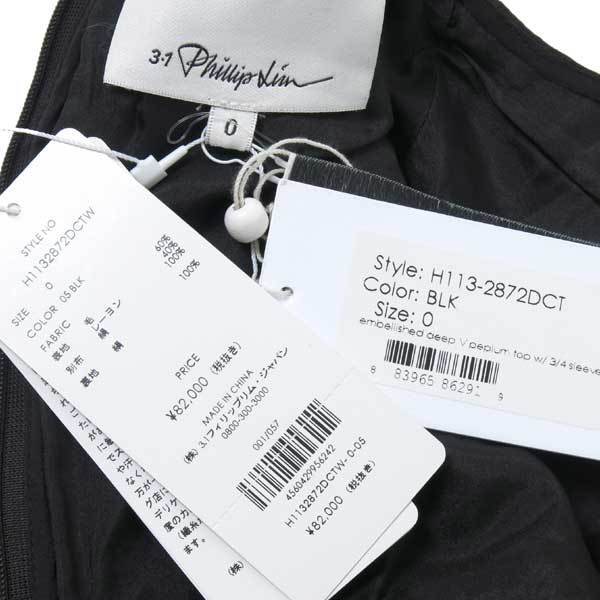 3.1 Phillip Lim
0
STYLE NO
H1132872DCTW
SIZE 0
COLOR 05 BLK
FABRIC
表地 毛 60%
レーヨン 40%
別布 絹 100%
裏地 絹 100%
PRICE
¥82,000 (税抜き)
MADE IN CHINA
(株) 3.1フィリップリム・ジャパン
0800-300-3000
001/057
4560429956242
H1132872DCTW-0-05
¥82,000 (税抜き)
Style: H113-2872DCT
Color: BLK
Size: 0
embellished deep V peplum top w/ 3/4 sleeve
8 83965 86291 9